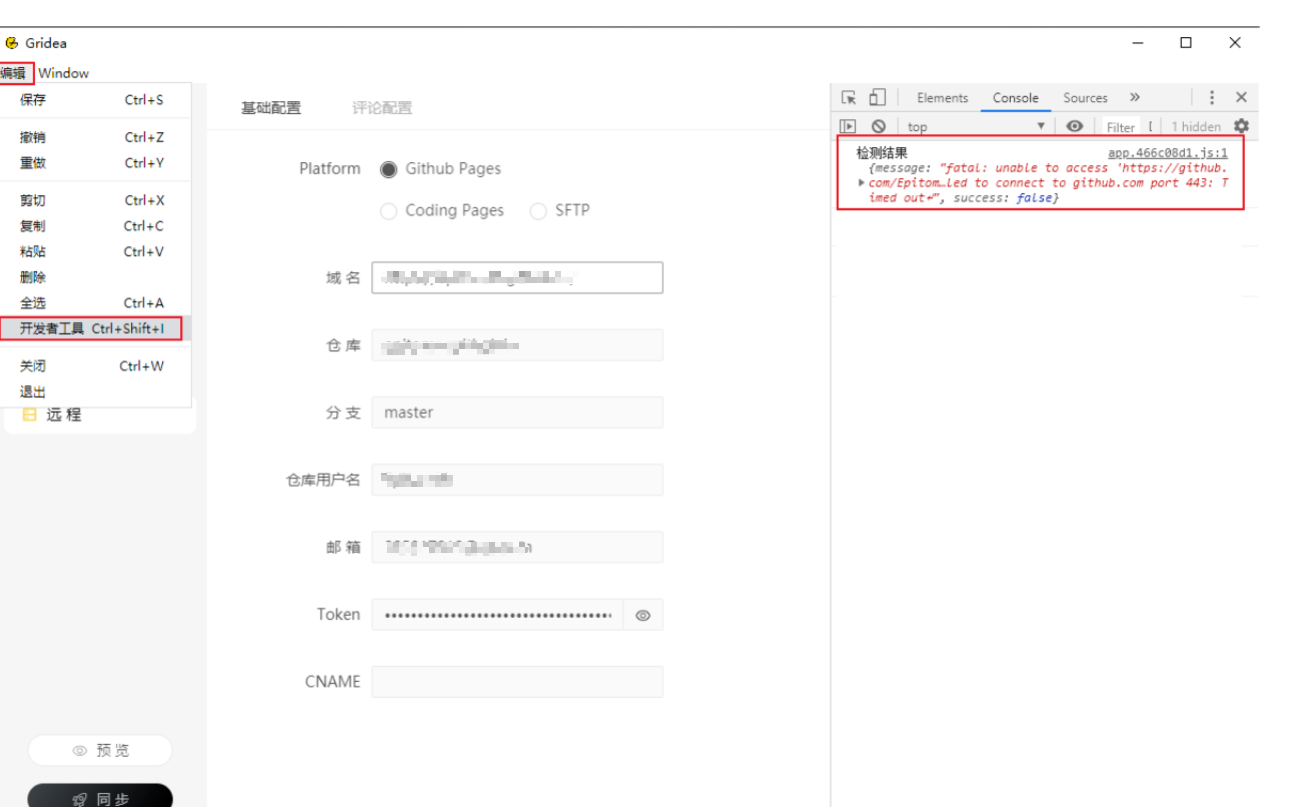 Gridea
编辑 Window
保存 Ctrl+S
撤销 Ctrl+Z
重做 Ctrl+Y
剪切 Ctrl+X
复制 Ctrl+C
粘贴 Ctrl+V
删除
全选 Ctrl+A
开发者工具 Ctrl+Shift+I
关闭 Ctrl+W
退出
远程
预览
同步
基础配置 评论配置
Platform Github Pages
Coding Pages SFTP
域名
仓库
分支 master
仓库用户名
邮箱
Token
CNAME
Elements Console Sources »
top Filter 1 hidden
检测结果 app.466c08d1.js:1
{message: "fatal: unable to access 'https://github.
com/Epitom…led to connect to github.com port 443: T
imed out↵", success: false}